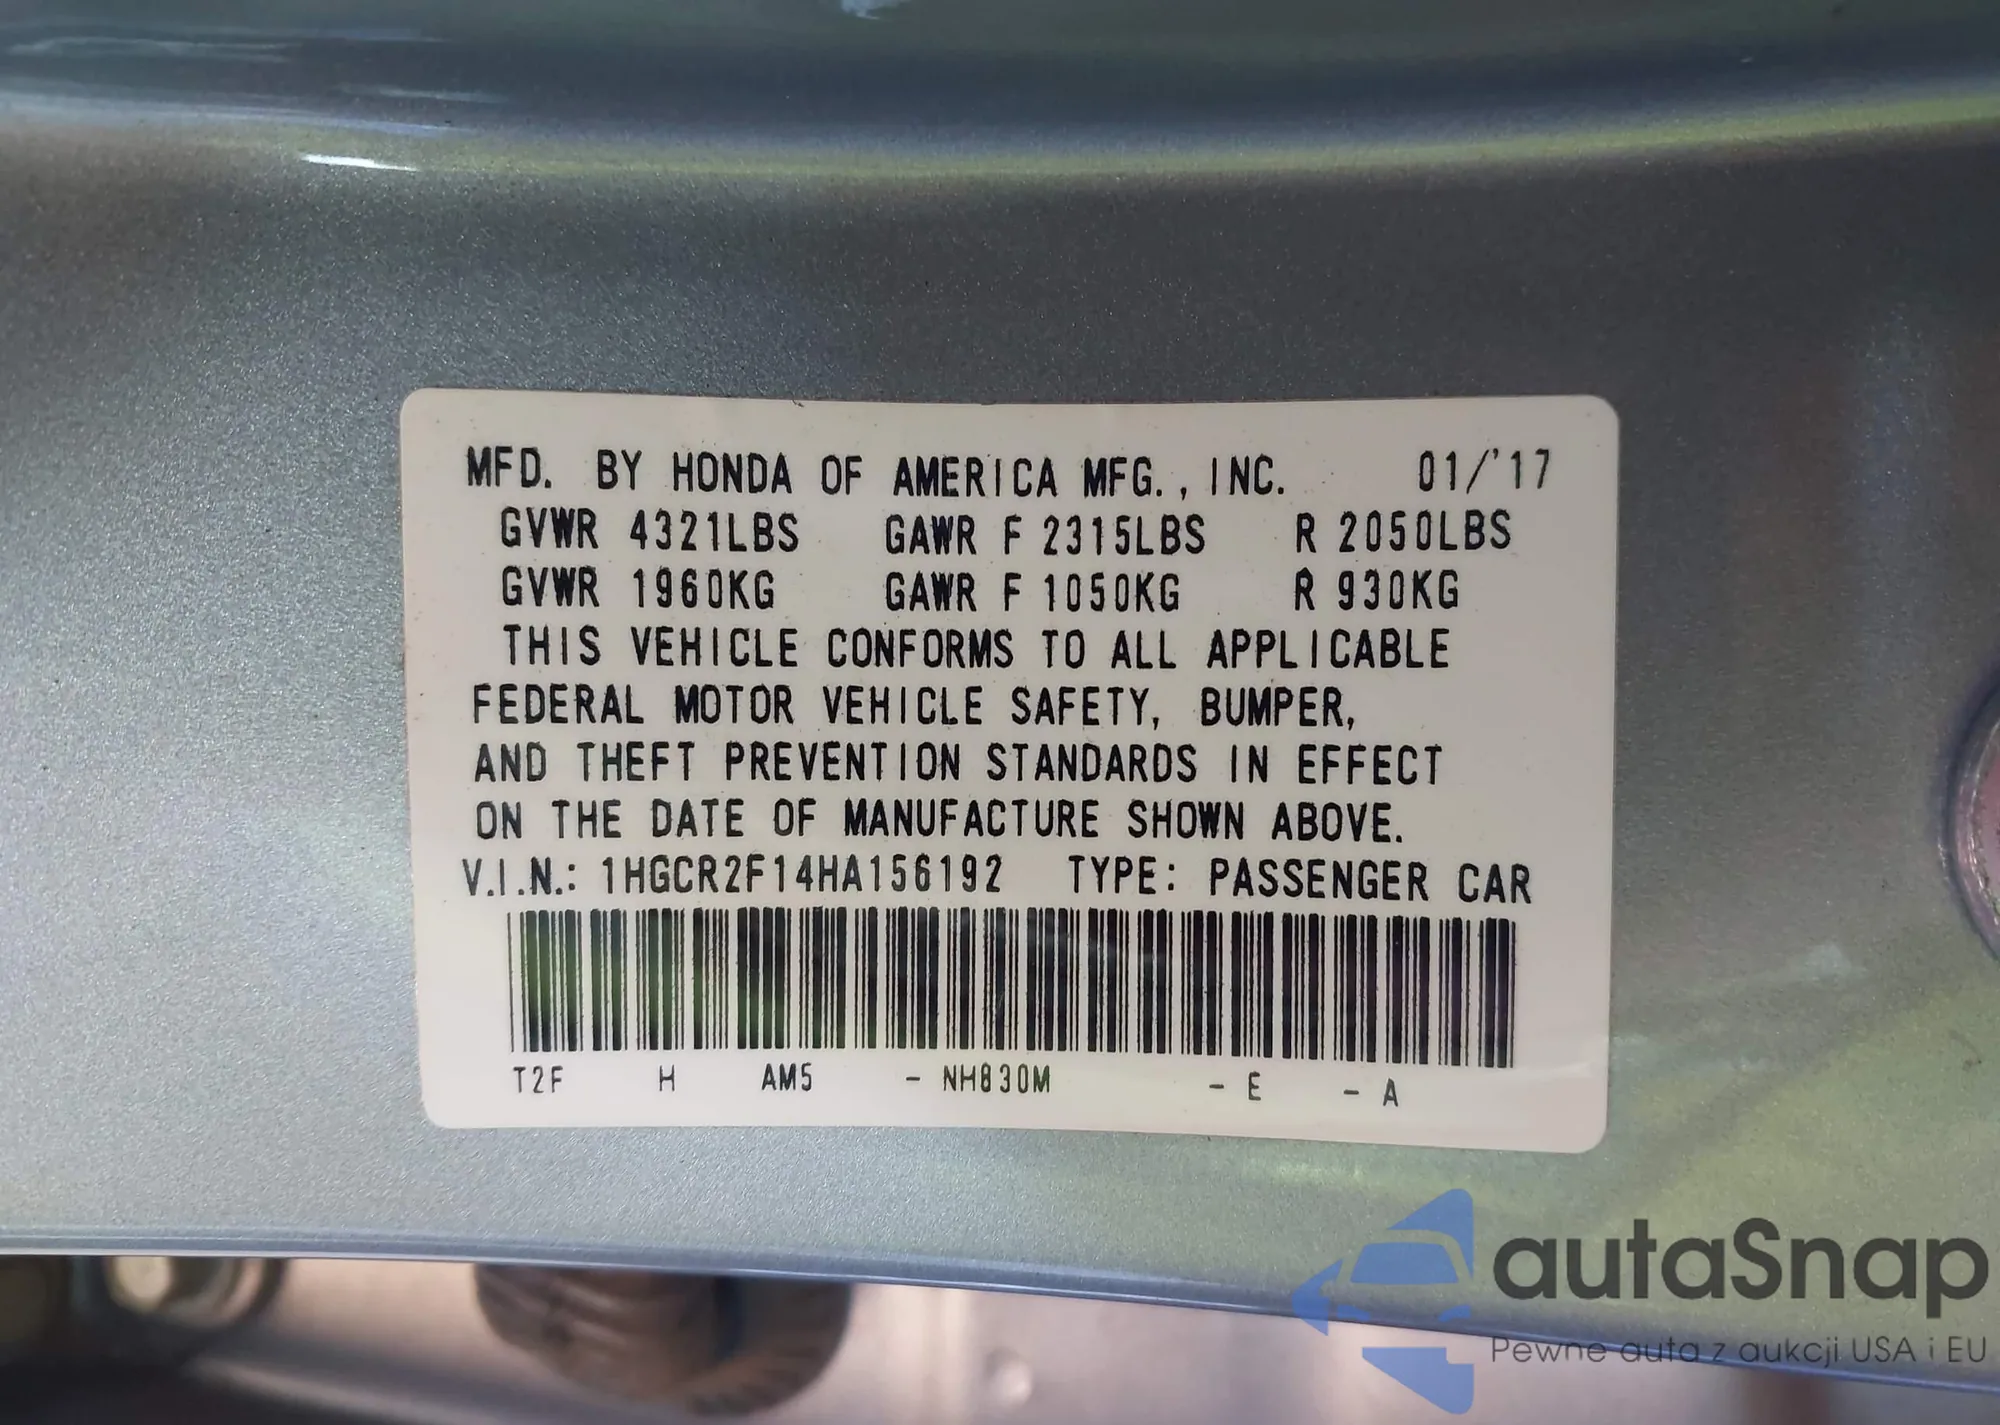 MFD. BY HONDA OF AMERICA MFG., INC. 01/'17
GVWR 4321LBS GAWR F 2315LBS R 2050LBS
GVWR 1960KG GAWR F 1050KG R 930KG
THIS VEHICLE CONFORMS TO ALL APPLICABLE
FEDERAL MOTOR VEHICLE SAFETY, BUMPER,
AND THEFT PREVENTION STANDARDS IN EFFECT
ON THE DATE OF MANUFACTURE SHOWN ABOVE.
V.I.N.: 1HGCR2F14HA156192 TYPE: PASSENGER CAR
T2F H AM5 - NH830M - E - A
autaSnap
Pewne auta z aukcji USA i EU